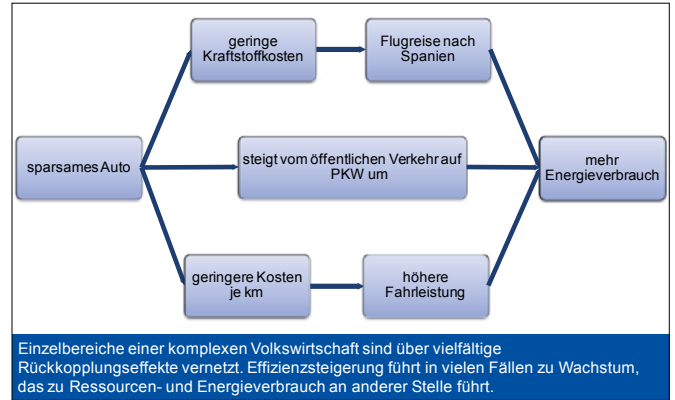 geringe
Kraftstoffkosten
Flugreise nach
Spanien
sparsames Auto
steigt vom öffentlichen Verkehr auf
PKW um
mehr
Energieverbrauch
geringere Kosten
je km
höhere
Fahrleistung
Einzelbereiche einer komplexen Volkswirtschaft sind über vielfältige
Rückkopplungseffekte vernetzt. Effizienzsteigerung führt in vielen Fällen zu Wachstum,
das zu Ressourcen- und Energieverbrauch an anderer Stelle führt.